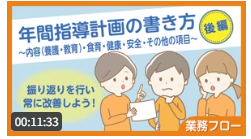 年間指導計画の書き方
後編
～内容(養護・教育)・食育・健康・安全・その他の項目～
振り返りを行い
常に改善しよう!
00:11:33
業務フロー